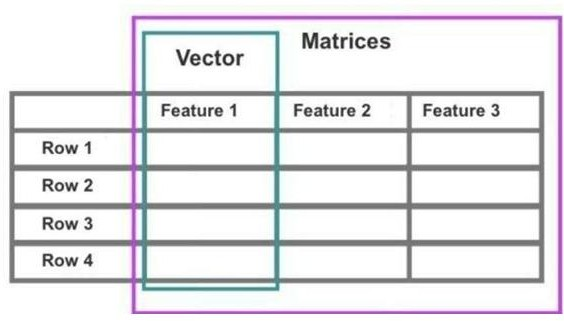 Matrices
Vector
Feature 1 Feature 2 Feature 3
Row 1
Row 2
Row 3
Row 4